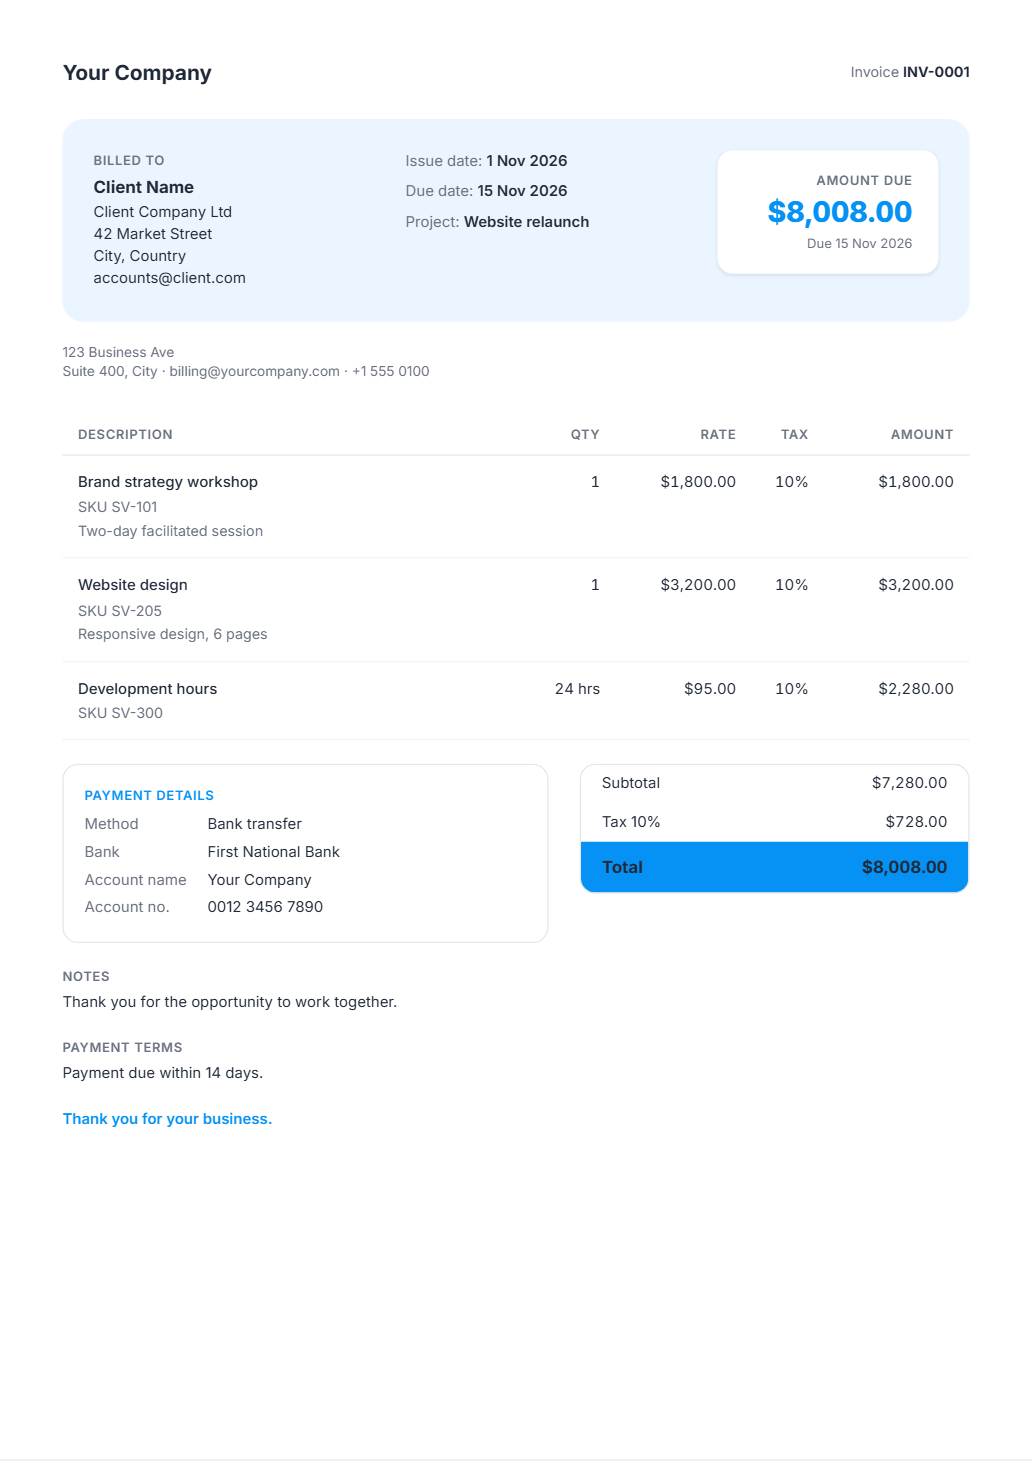 Your Company
Invoice INV-0001
BILLED TO
Client Name
Client Company Ltd
42 Market Street
City, Country
accounts@client.com
Issue date: 1 Nov 2026
Due date: 15 Nov 2026
Project: Website relaunch
AMOUNT DUE
$8,008.00
Due 15 Nov 2026
123 Business Ave
Suite 400, City · billing@yourcompany.com · +1 555 0100
DESCRIPTION QTY RATE TAX AMOUNT
Brand strategy workshop 1 $1,800.00 10% $1,800.00
SKU SV-101
Two-day facilitated session
Website design 1 $3,200.00 10% $3,200.00
SKU SV-205
Responsive design, 6 pages
Development hours 24 hrs $95.00 10% $2,280.00
SKU SV-300
PAYMENT DETAILS
Method Bank transfer
Bank First National Bank
Account name Your Company
Account no. 0012 3456 7890
Subtotal $7,280.00
Tax 10% $728.00
Total $8,008.00
NOTES
Thank you for the opportunity to work together.
PAYMENT TERMS
Payment due within 14 days.
Thank you for your business.